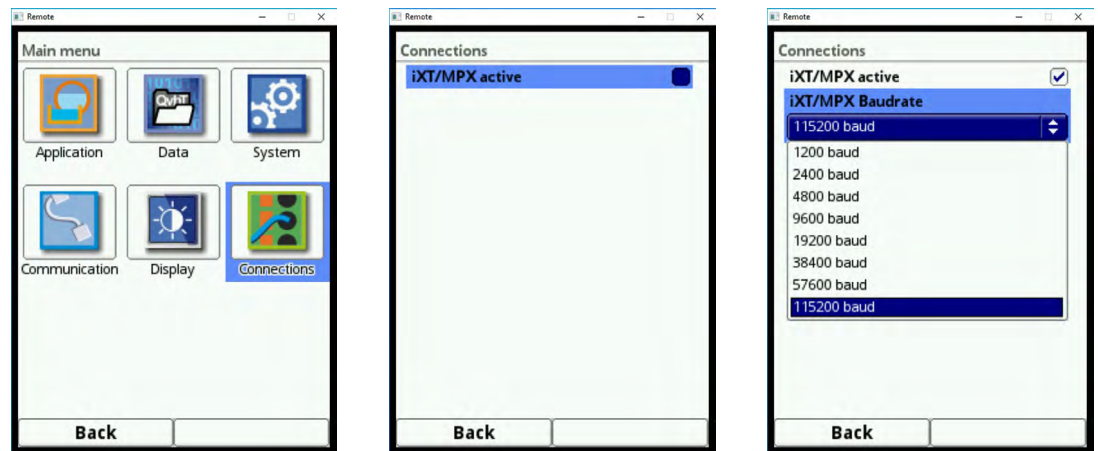 Remote
Main menu
QvhT
Application Data System
Communication Display Connections
Back
Remote
Connections
iXT/MPX active
Back
Remote
Connections
iXT/MPX active
iXT/MPX Baudrate
115200 baud
1200 baud
2400 baud
4800 baud
9600 baud
19200 baud
38400 baud
57600 baud
115200 baud
Back